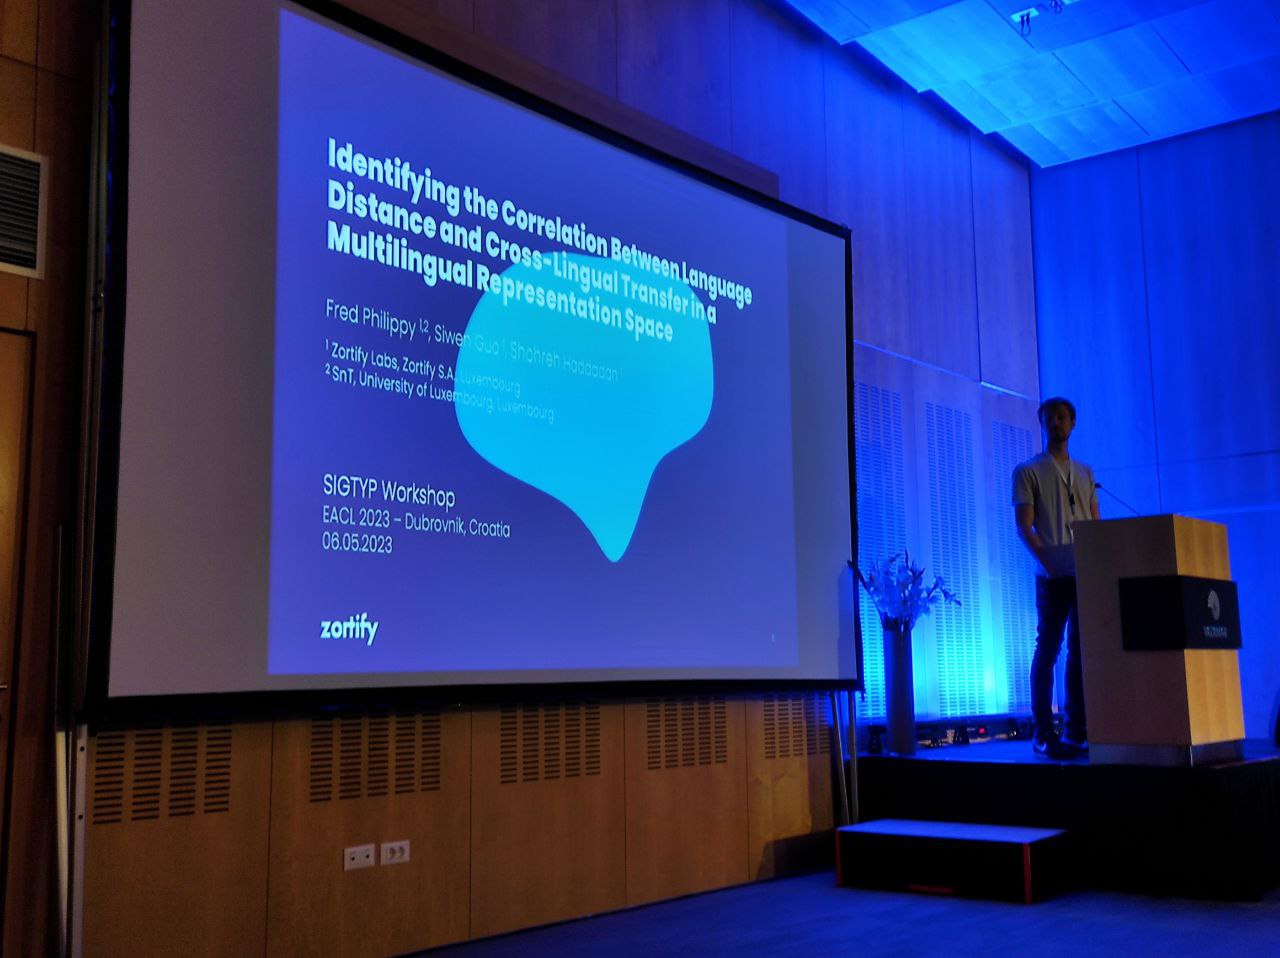 Identifying the Correlation Between Language
Distance and Cross-Lingual Transfer in a
Multilingual Representation Space
Fred Philippy 1,2, Siwen Guo 1, Shohreh Haddadan 1
1 Zortify Labs, Zortify S.A., Luxembourg
2 SnT, University of Luxembourg, Luxembourg
SIGTYP Workshop
EACL 2023 – Dubrovnik, Croatia
06.05.2023
zortify
1